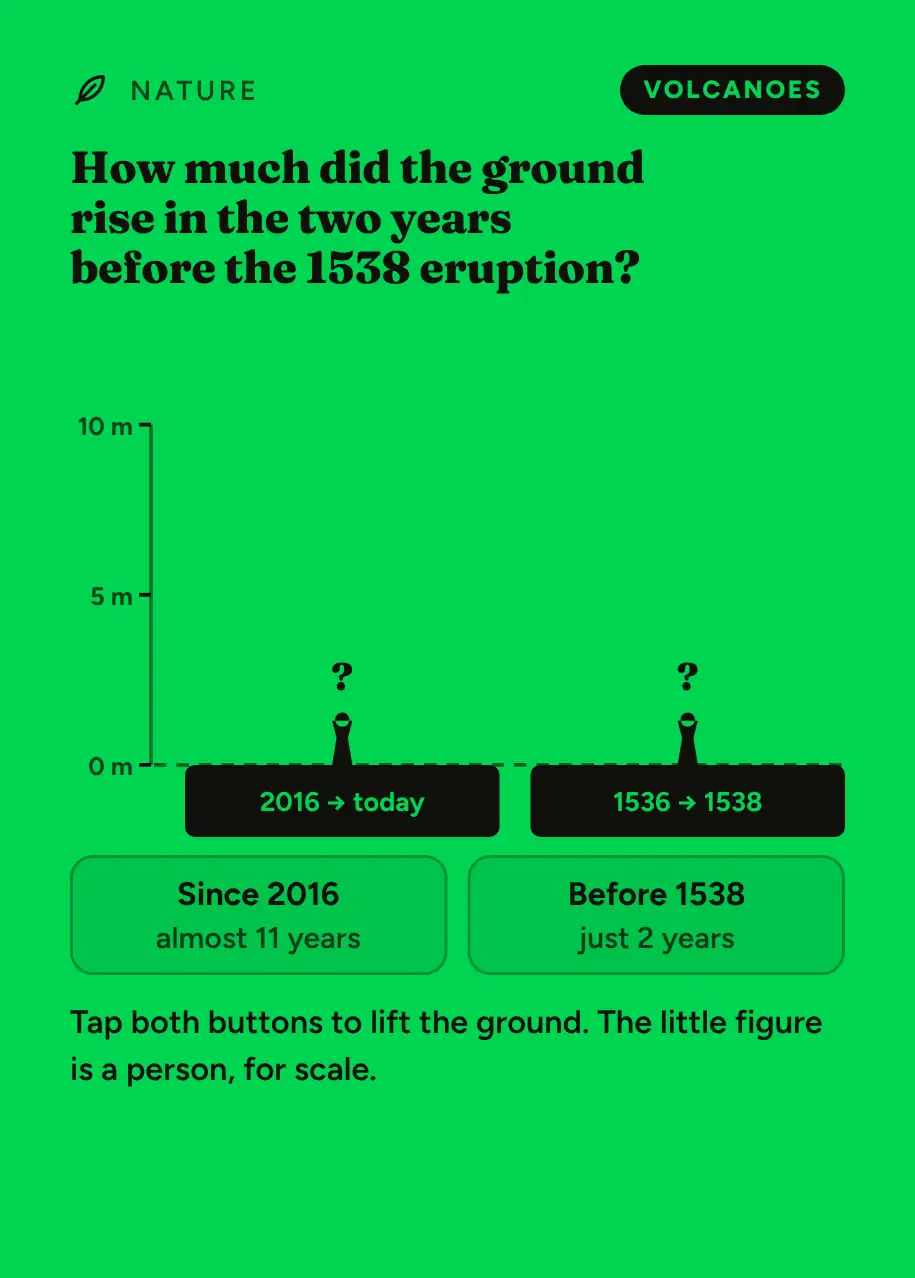 NATURE
VOLCANOES
How much did the ground
rise in the two years
before the 1538 eruption?
10 m
5 m
0 m
?
?
2016 → today
1536 → 1538
Since 2016
almost 11 years
Before 1538
just 2 years
Tap both buttons to lift the ground. The little figure
is a person, for scale.